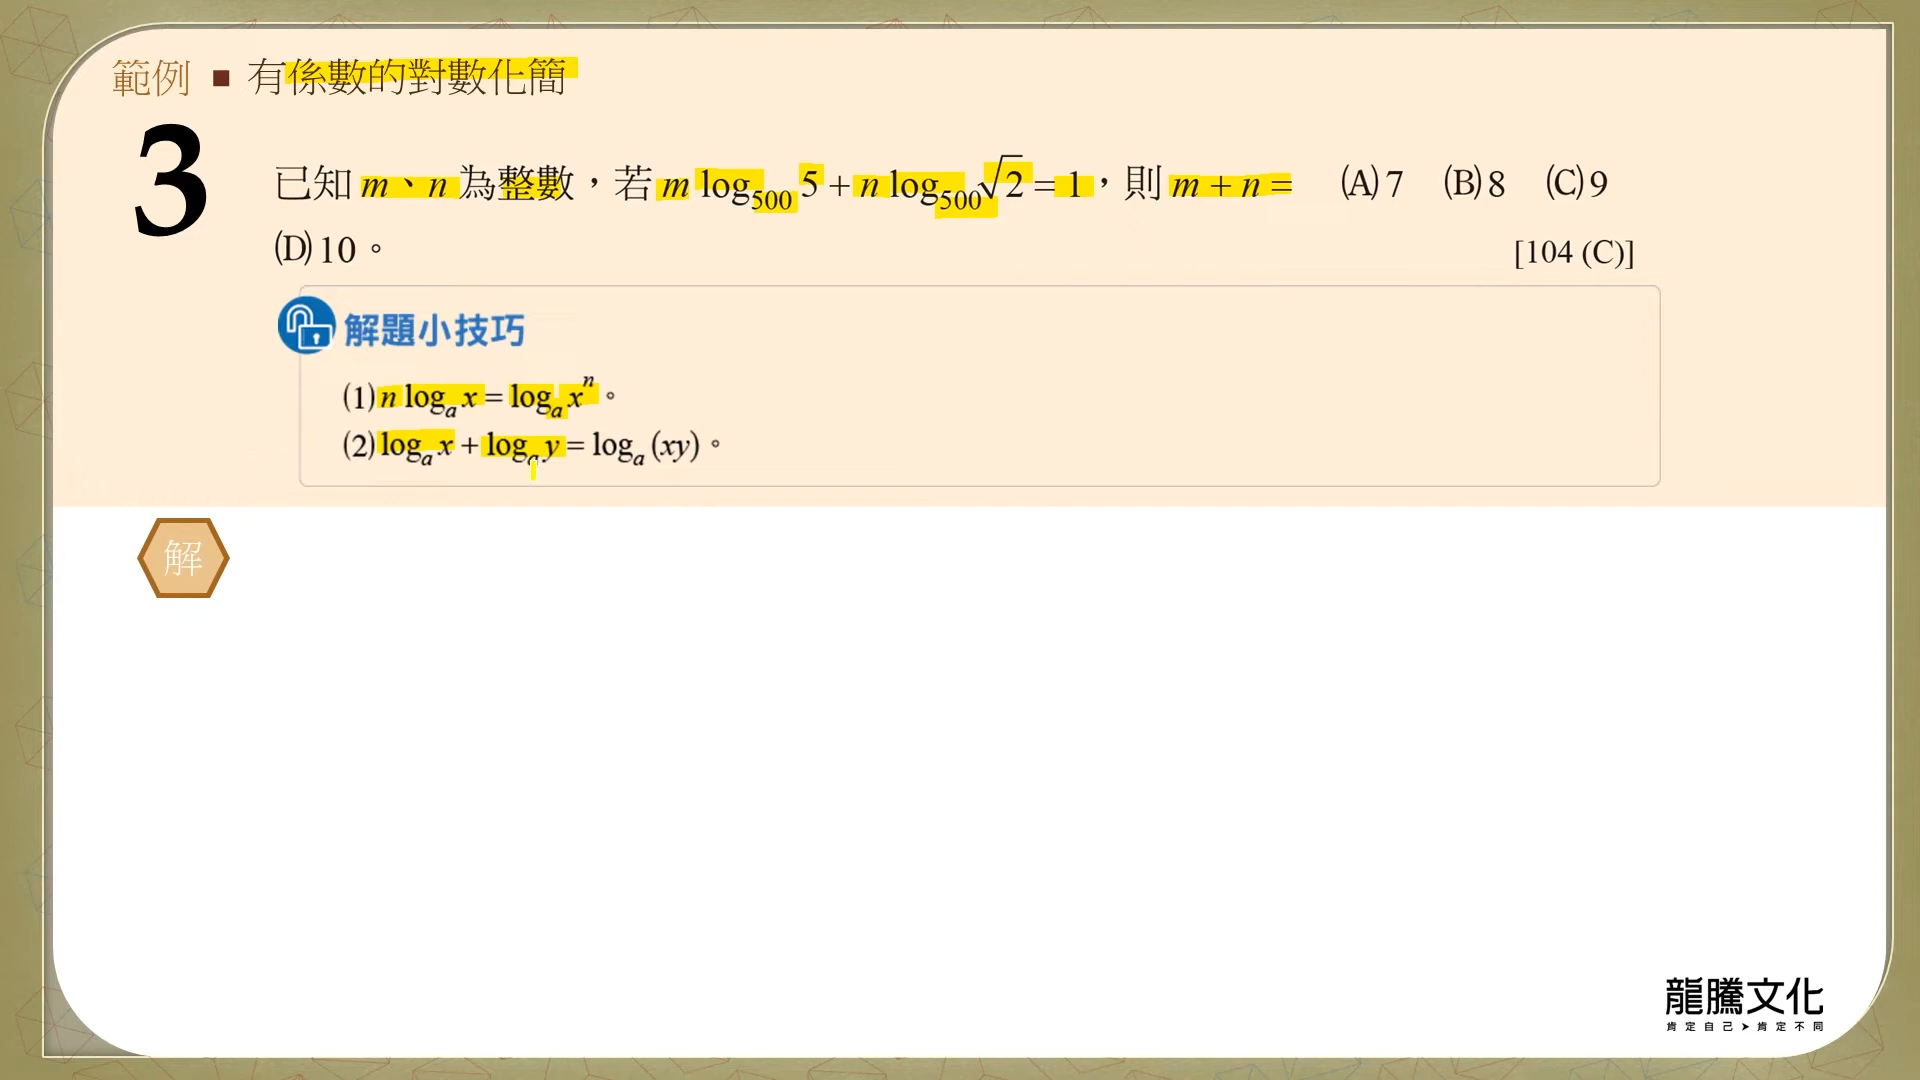 範例 ■ 有係數的對數化簡
3
已知 m、n 為整數，若 m log₅₀₀ 5 + n log₅₀₀ √2 = 1，則 m + n = (A) 7 (B) 8 (C) 9
(D) 10。 [104 (C)]
解題小技巧
(1) n logₐ x = logₐ xⁿ。
(2) logₐ x + logₐ y = logₐ (xy)。
解
龍騰文化
肯定自己➤肯定不同